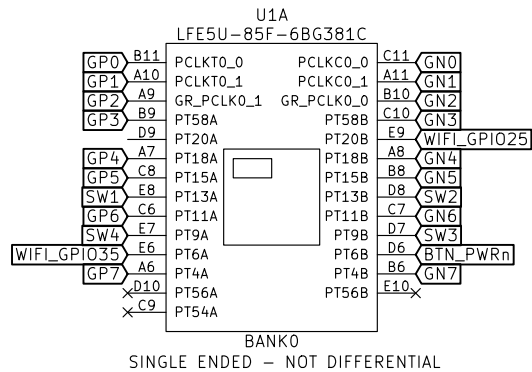 U1A
LFE5U-85F-6BG381C
GP0 B11 PCLKT0_0 PCLKC0_0 C11 GN0
GP1 A10 PCLKT0_1 PCLKC0_1 A11 GN1
GP2 A9 GR_PCLK0_1 GR_PCLK0_0 B10 GN2
GP3 B9 PT58A PT58B C10 GN3
D9 PT20A PT20B E9 WIFI_GPIO25
GP4 A7 PT18A PT18B A8 GN4
GP5 C8 PT15A PT15B B8 GN5
SW1 E8 PT13A PT13B D8 SW2
GP6 C6 PT11A PT11B C7 GN6
SW4 E7 PT9A PT9B D7 SW3
WIFI_GPIO35 E6 PT6A PT6B D6 BTN_PWRn
GP7 A6 PT4A PT4B B6 GN7
D10 PT56A PT56B E10
C9 PT54A
BANK0
SINGLE ENDED – NOT DIFFERENTIAL